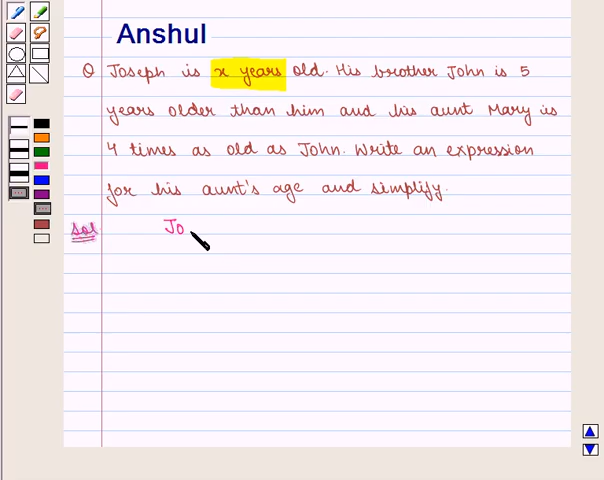 Anshul
Q Joseph is x years old. His brother John is 5
years older than him and his aunt Mary is
4 times as old as John. Write an expression
for his aunt's age and simplify.
Sol Jo